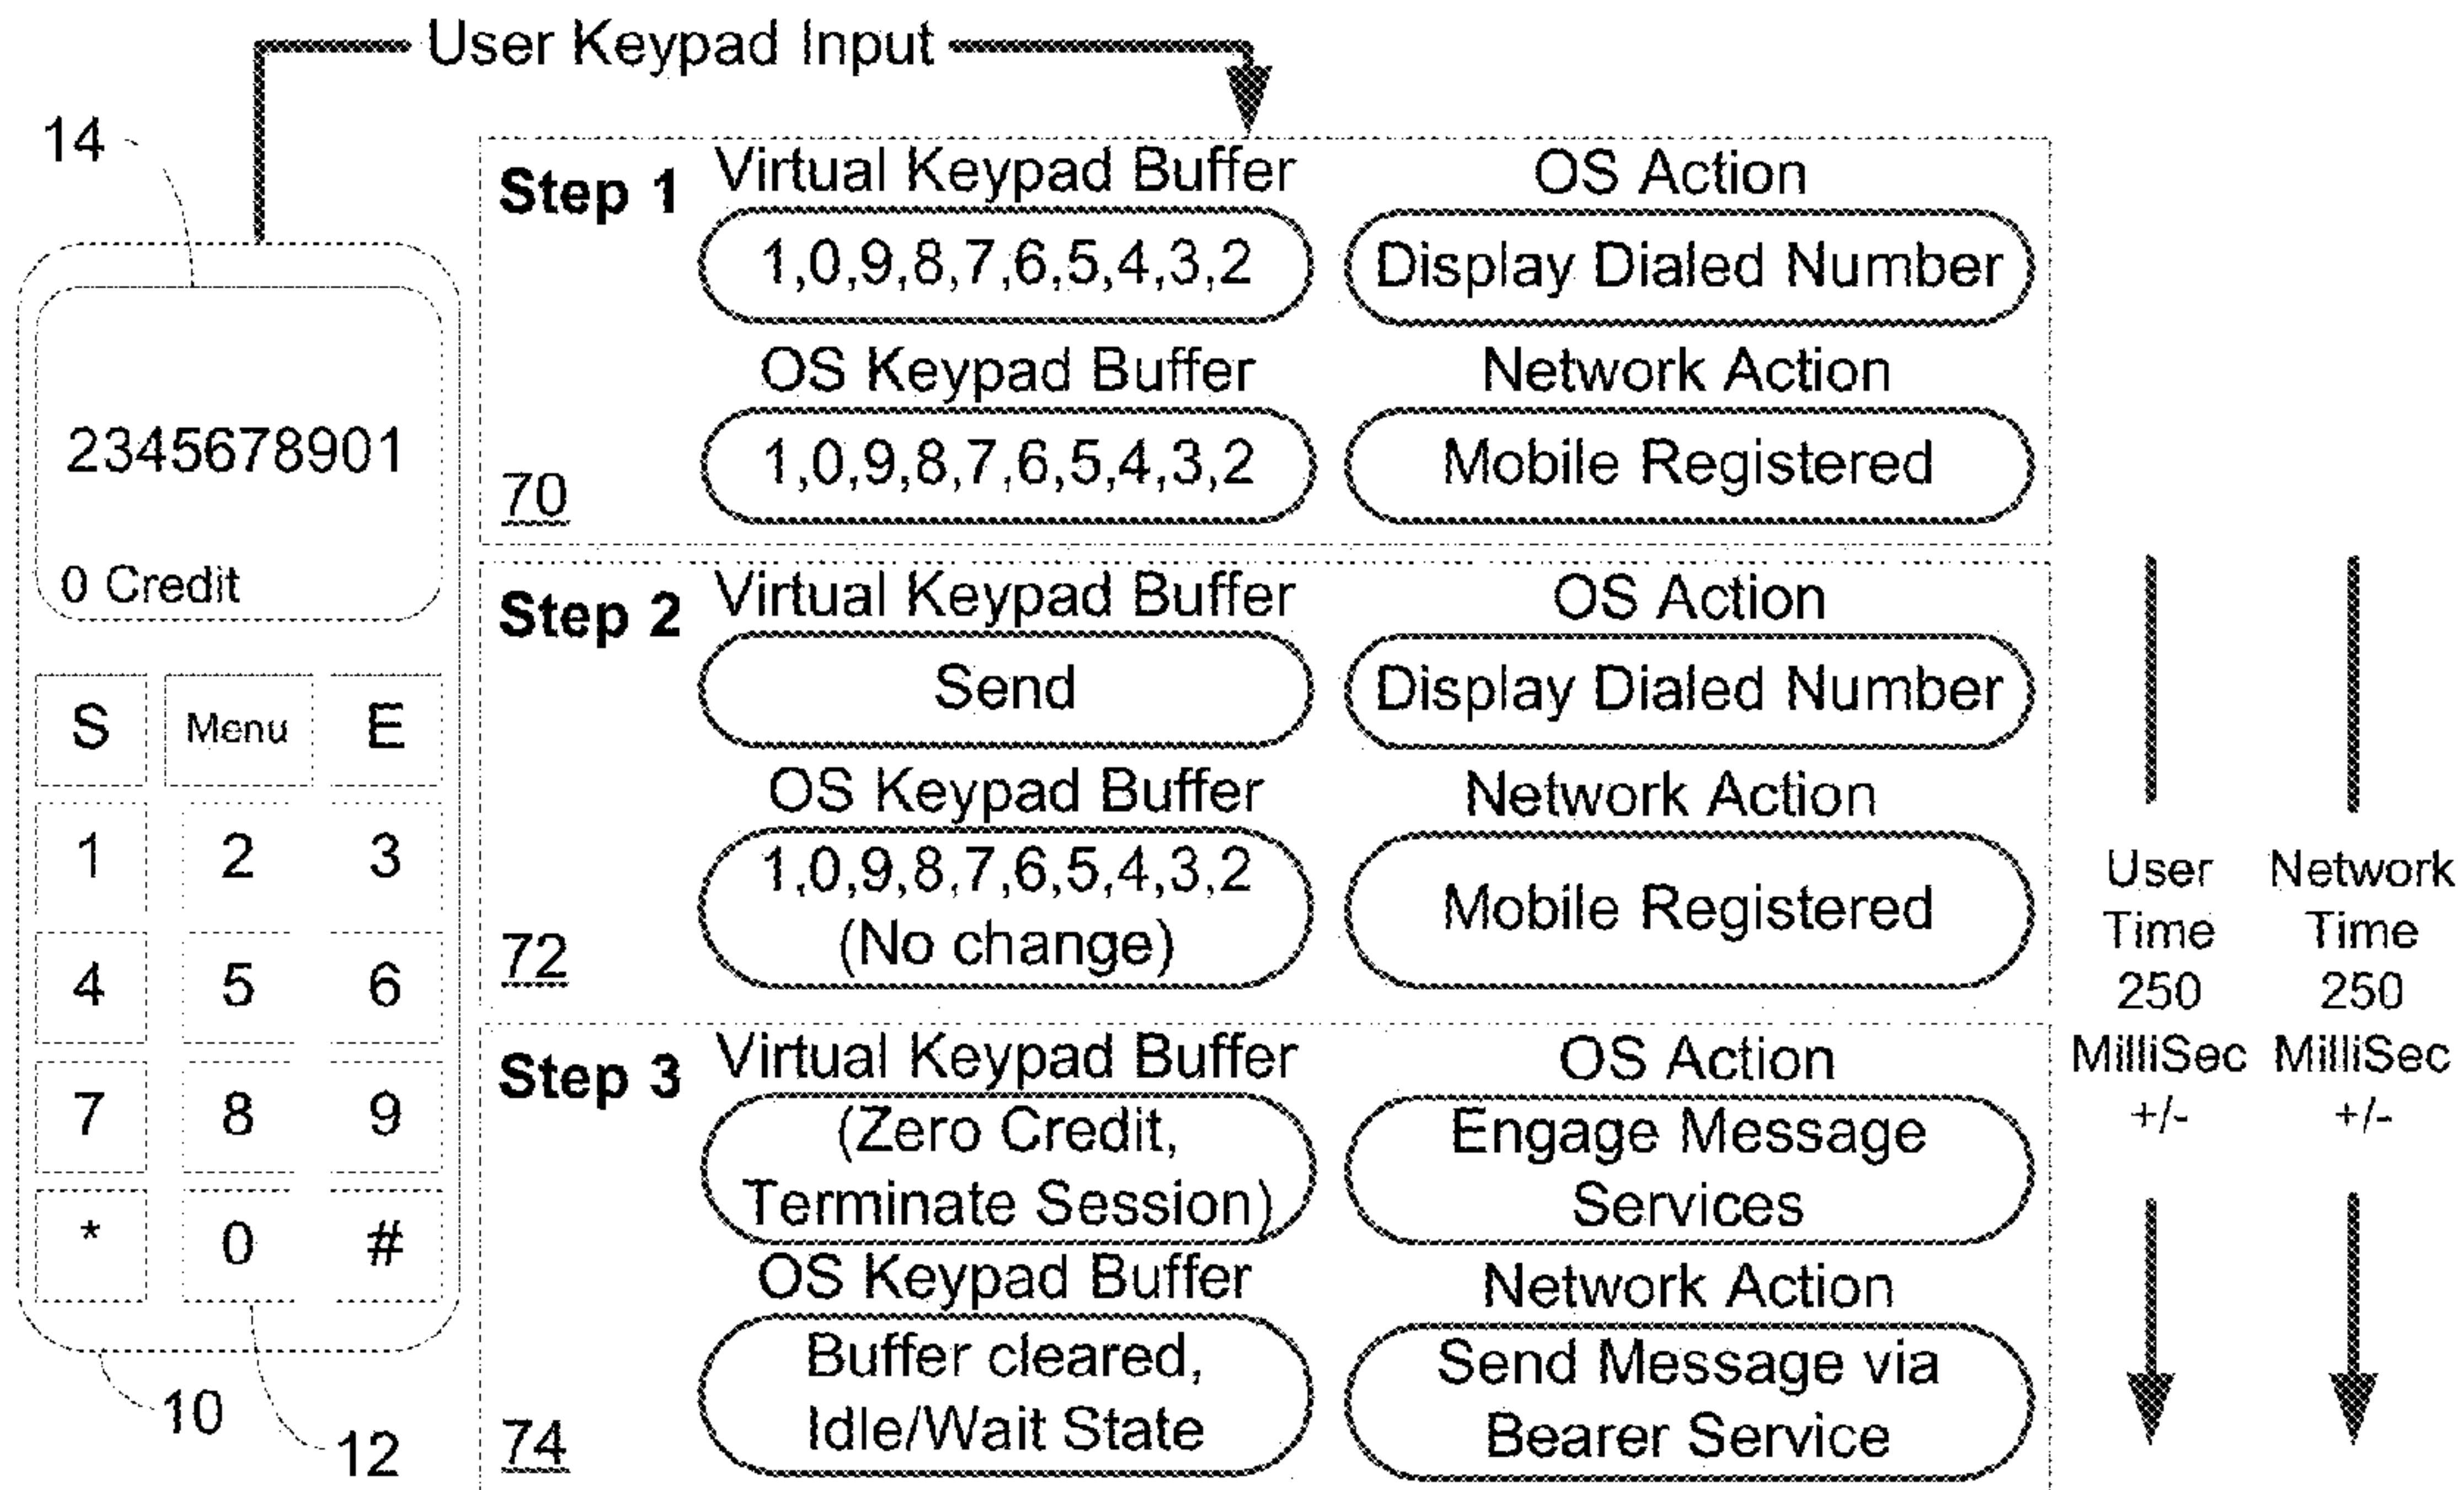 User Keypad Input
14
2345678901
0 Credit
S Menu E
1 2 3
4 5 6
7 8 9
* 0 #
10
12
Step 1
Virtual Keypad Buffer
1,0,9,8,7,6,5,4,3,2
OS Action
Display Dialed Number
OS Keypad Buffer
1,0,9,8,7,6,5,4,3,2
Network Action
Mobile Registered
70
Step 2
Virtual Keypad Buffer
Send
OS Action
Display Dialed Number
OS Keypad Buffer
1,0,9,8,7,6,5,4,3,2
(No change)
Network Action
Mobile Registered
72
Step 3
Virtual Keypad Buffer
(Zero Credit,
Terminate Session)
OS Action
Engage Message
Services
OS Keypad Buffer
Buffer cleared,
Idle/Wait State
Network Action
Send Message via
Bearer Service
74
User
Time
250
MilliSec
+/-
Network
Time
250
MilliSec
+/-